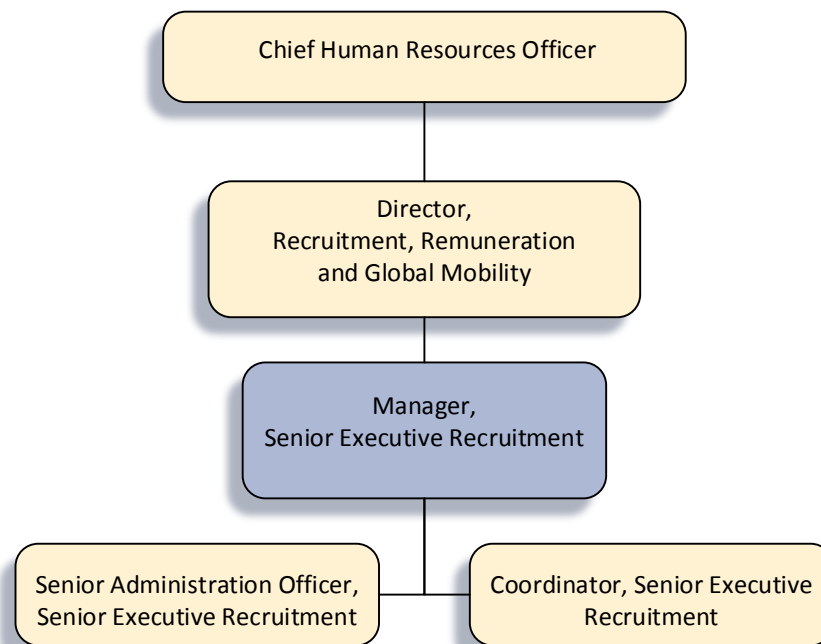 Chief Human Resources Officer
Director,
Recruitment, Remuneration
and Global Mobility
Manager,
Senior Executive Recruitment
Senior Administration Officer,
Senior Executive Recruitment
Coordinator, Senior Executive
Recruitment